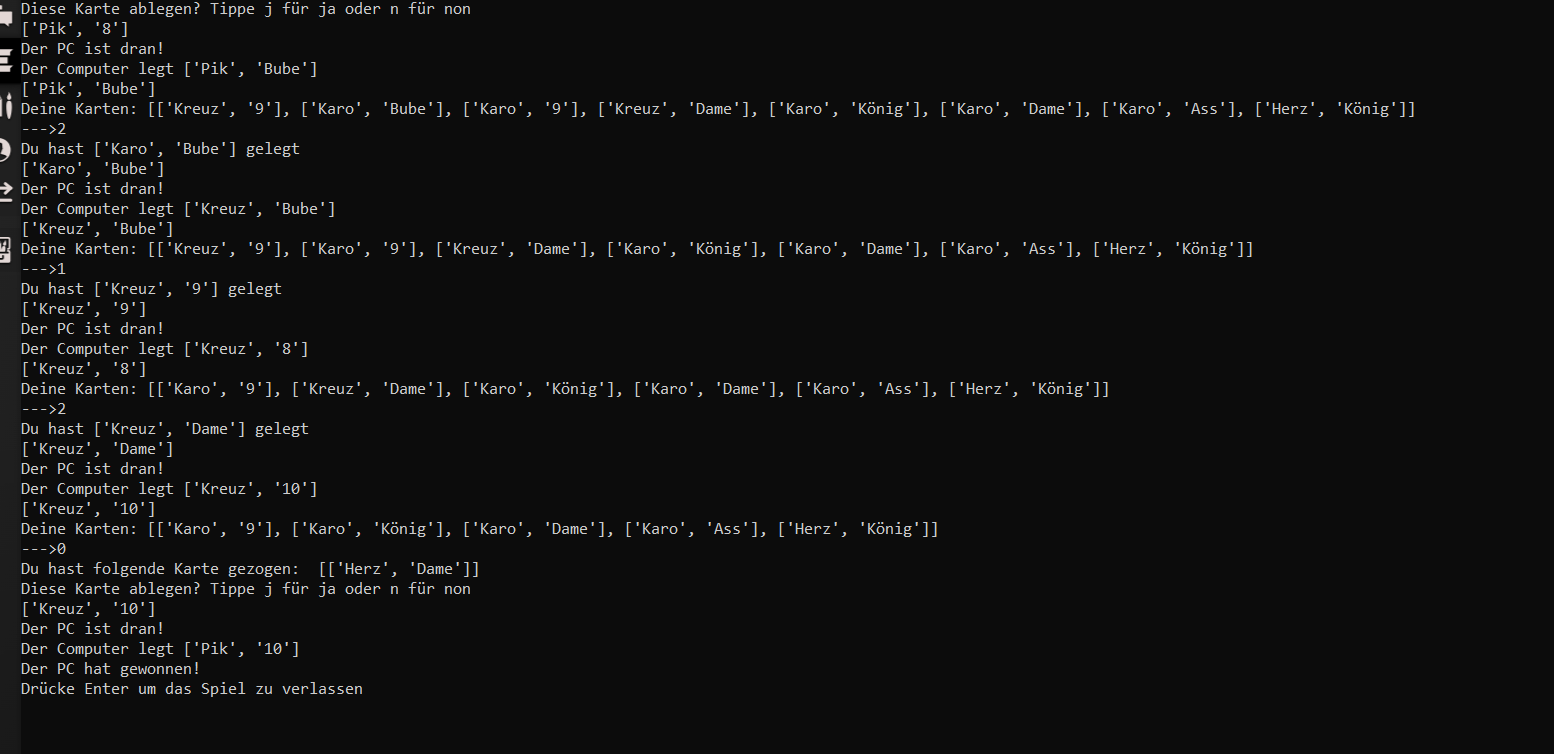 Diese Karte ablegen? Tippe j für ja oder n für non
['Pik', '8']
Der PC ist dran!
Der Computer legt ['Pik', 'Bube']
['Pik', 'Bube']
Deine Karten: [['Kreuz', '9'], ['Karo', 'Bube'], ['Karo', '9'], ['Kreuz', 'Dame'], ['Karo', 'König'], ['Karo', 'Dame'], ['Karo', 'Ass'], ['Herz', 'König']]
--->2
Du hast ['Karo', 'Bube'] gelegt
['Karo', 'Bube']
Der PC ist dran!
Der Computer legt ['Kreuz', 'Bube']
['Kreuz', 'Bube']
Deine Karten: [['Kreuz', '9'], ['Karo', '9'], ['Kreuz', 'Dame'], ['Karo', 'König'], ['Karo', 'Dame'], ['Karo', 'Ass'], ['Herz', 'König']]
--->1
Du hast ['Kreuz', '9'] gelegt
['Kreuz', '9']
Der PC ist dran!
Der Computer legt ['Kreuz', '8']
['Kreuz', '8']
Deine Karten: [['Karo', '9'], ['Kreuz', 'Dame'], ['Karo', 'König'], ['Karo', 'Dame'], ['Karo', 'Ass'], ['Herz', 'König']]
--->2
Du hast ['Kreuz', 'Dame'] gelegt
['Kreuz', 'Dame']
Der PC ist dran!
Der Computer legt ['Kreuz', '10']
['Kreuz', '10']
Deine Karten: [['Karo', '9'], ['Karo', 'König'], ['Karo', 'Dame'], ['Karo', 'Ass'], ['Herz', 'König']]
--->0
Du hast folgende Karte gezogen:  [['Herz', 'Dame']]
Diese Karte ablegen? Tippe j für ja oder n für non
['Kreuz', '10']
Der PC ist dran!
Der Computer legt ['Pik', '10']
Der PC hat gewonnen!
Drücke Enter um das Spiel zu verlassen